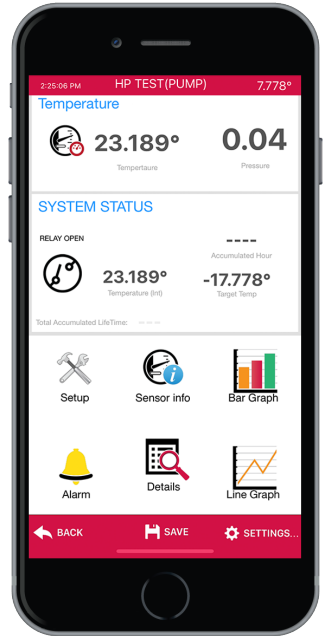 2:25:06 PM HP TEST(PUMP) 7.778°
Temperature
23.189° 0.04
Tempertaure Pressure
SYSTEM STATUS
RELAY OPEN
----
Accumulated Hour
23.189° -17.778°
Temperature (Int) Target Temp
Total Accumulated LifeTime: -- -- --
Setup Sensor info Bar Graph
Alarm Details Line Graph
BACK SAVE SETTINGS...